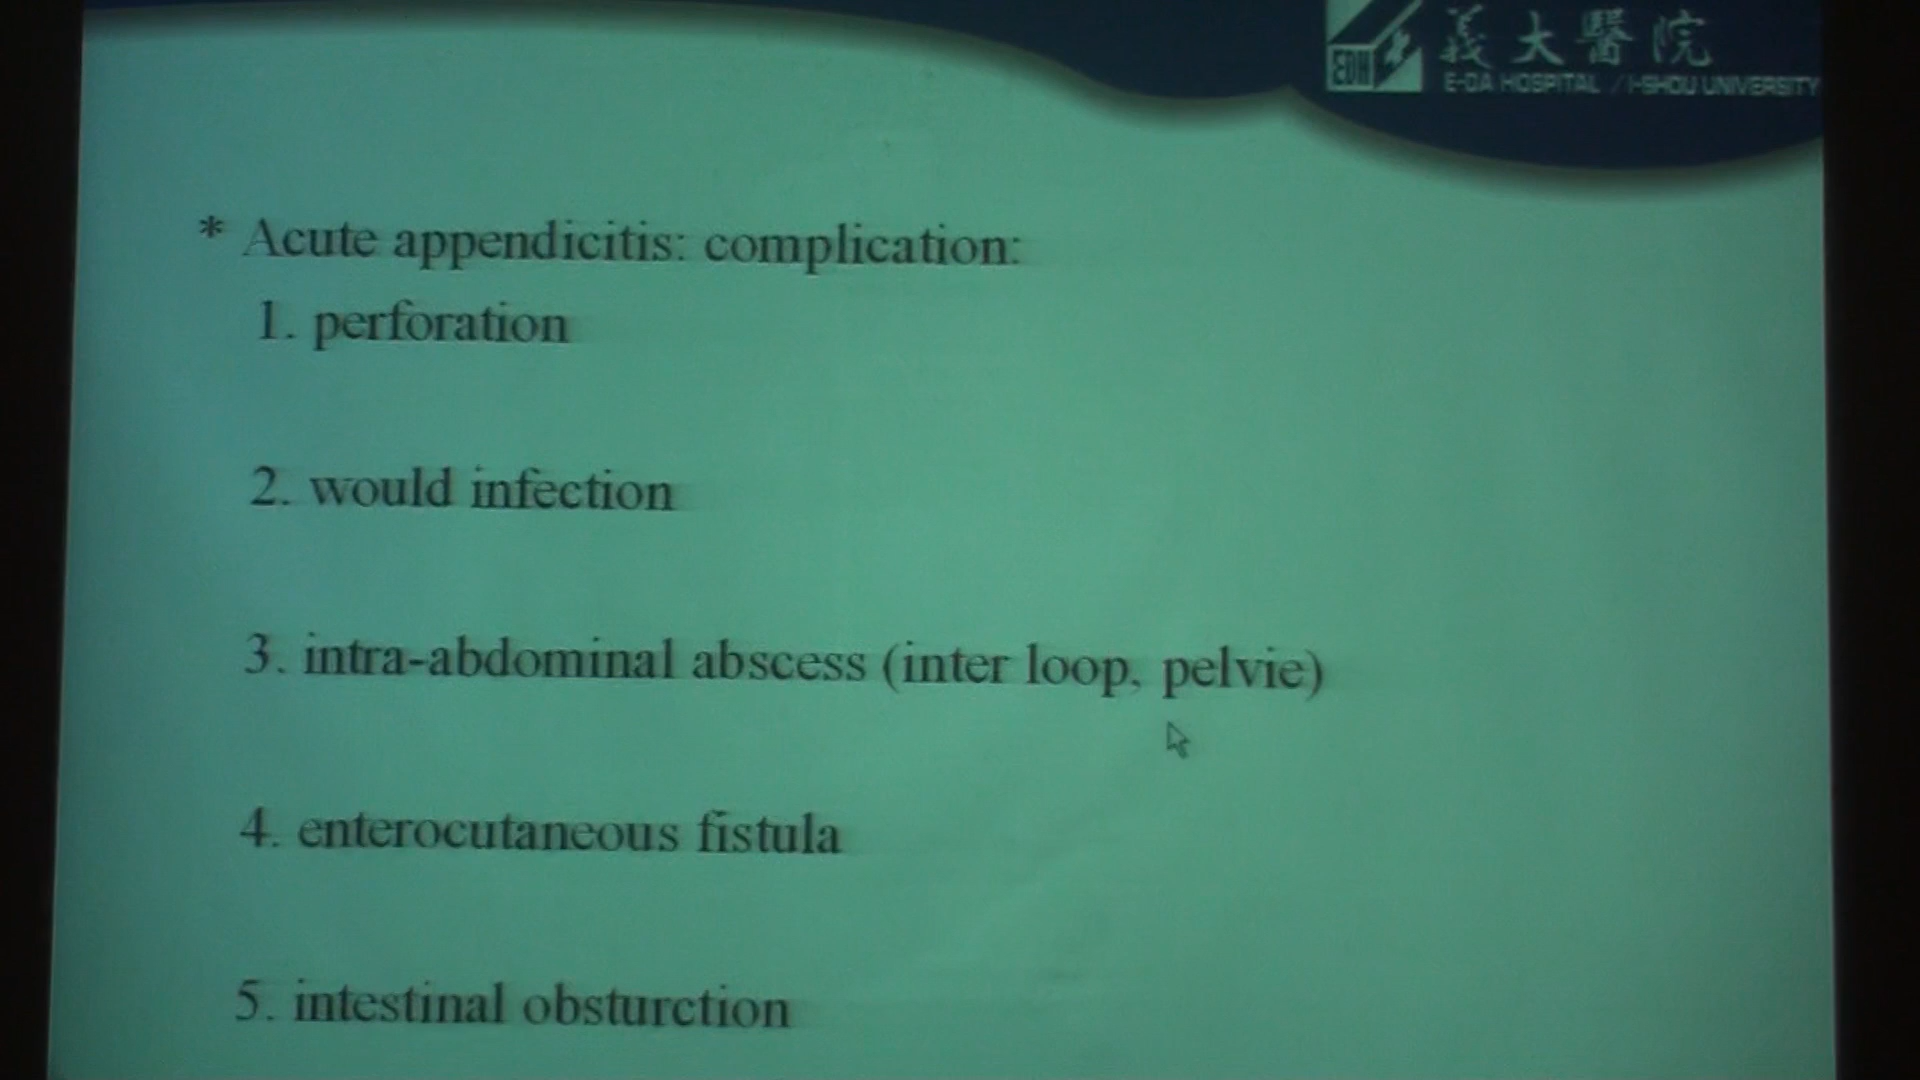 義大醫院
EDH
E-DA HOSPITAL / I-SHOU UNIVERSITY
* Acute appendicitis: complication:
1. perforation
2. would infection
3. intra-abdominal abscess (inter loop, pelvie)
4. enterocutaneous fistula
5. intestinal obsturction